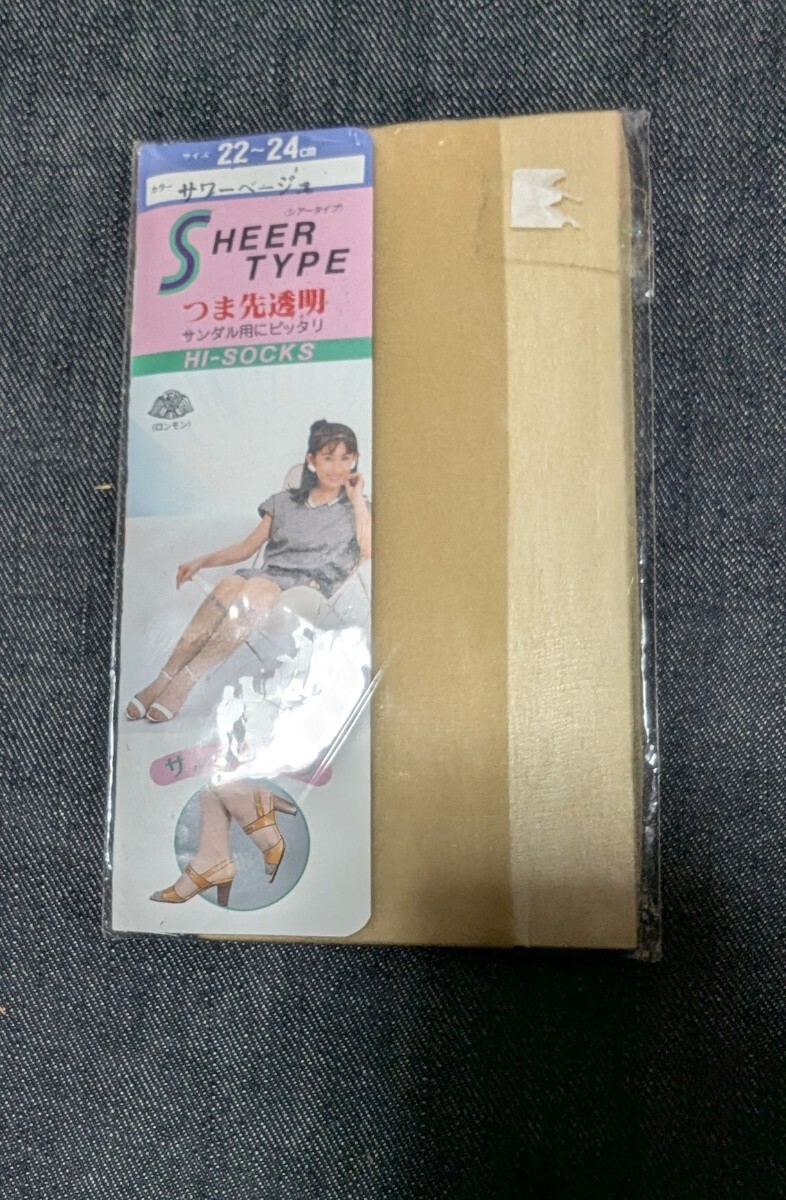 サイズ 22~24cm
カラー サワーベージュ
(シアータイプ)
SHEER
TYPE
つま先透明
サンダル用にピッタリ
HI-SOCKS
(ロンモン)
サ